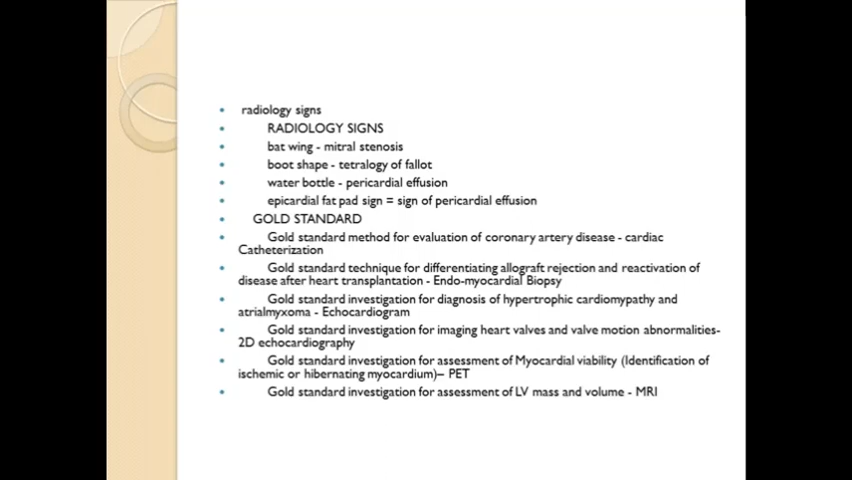 radiology signs
RADIOLOGY SIGNS
bat wing - mitral stenosis
boot shape - tetralogy of fallot
water bottle - pericardial effusion
epicardial fat pad sign = sign of pericardial effusion
GOLD STANDARD
Gold standard method for evaluation of coronary artery disease - cardiac
Catheterization
Gold standard technique for differentiating allograft rejection and reactivation of
disease after heart transplantation - Endo-myocardial Biopsy
Gold standard investigation for diagnosis of hypertrophic cardiomypathy and
atrialmyxoma - Echocardiogram
Gold standard investigation for imaging heart valves and valve motion abnormalities-
2D echocardiography
Gold standard investigation for assessment of Myocardial viability (Identification of
ischemic or hibernating myocardium)– PET
Gold standard investigation for assessment of LV mass and volume - MRI